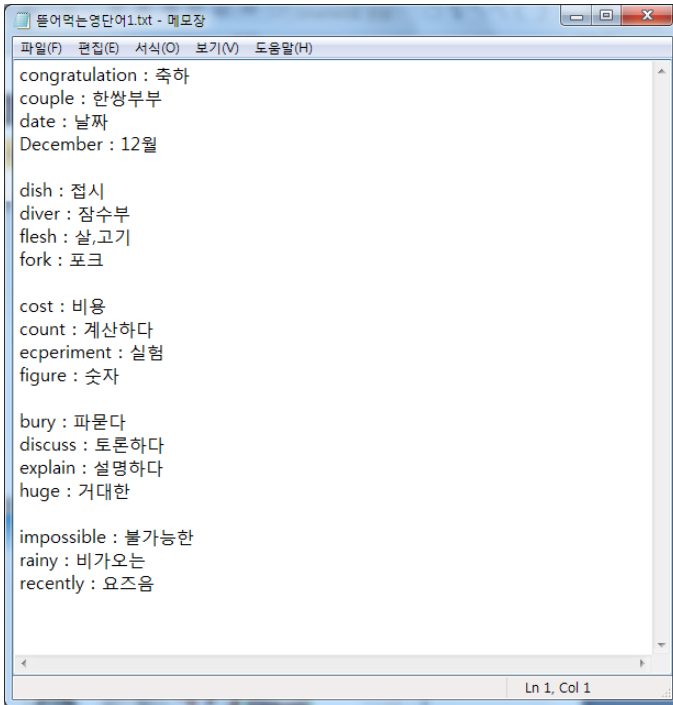 뜯어먹는영단어1.txt - 메모장
파일(F) 편집(E) 서식(O) 보기(V) 도움말(H)
congratulation : 축하
couple : 한쌍부부
date : 날짜
December : 12월
dish : 접시
diver : 잠수부
flesh : 살,고기
fork : 포크
cost : 비용
count : 계산하다
ecperiment : 실험
figure : 숫자
bury : 파묻다
discuss : 토론하다
explain : 설명하다
huge : 거대한
impossible : 불가능한
rainy : 비가오는
recently : 요즈음
Ln 1, Col 1